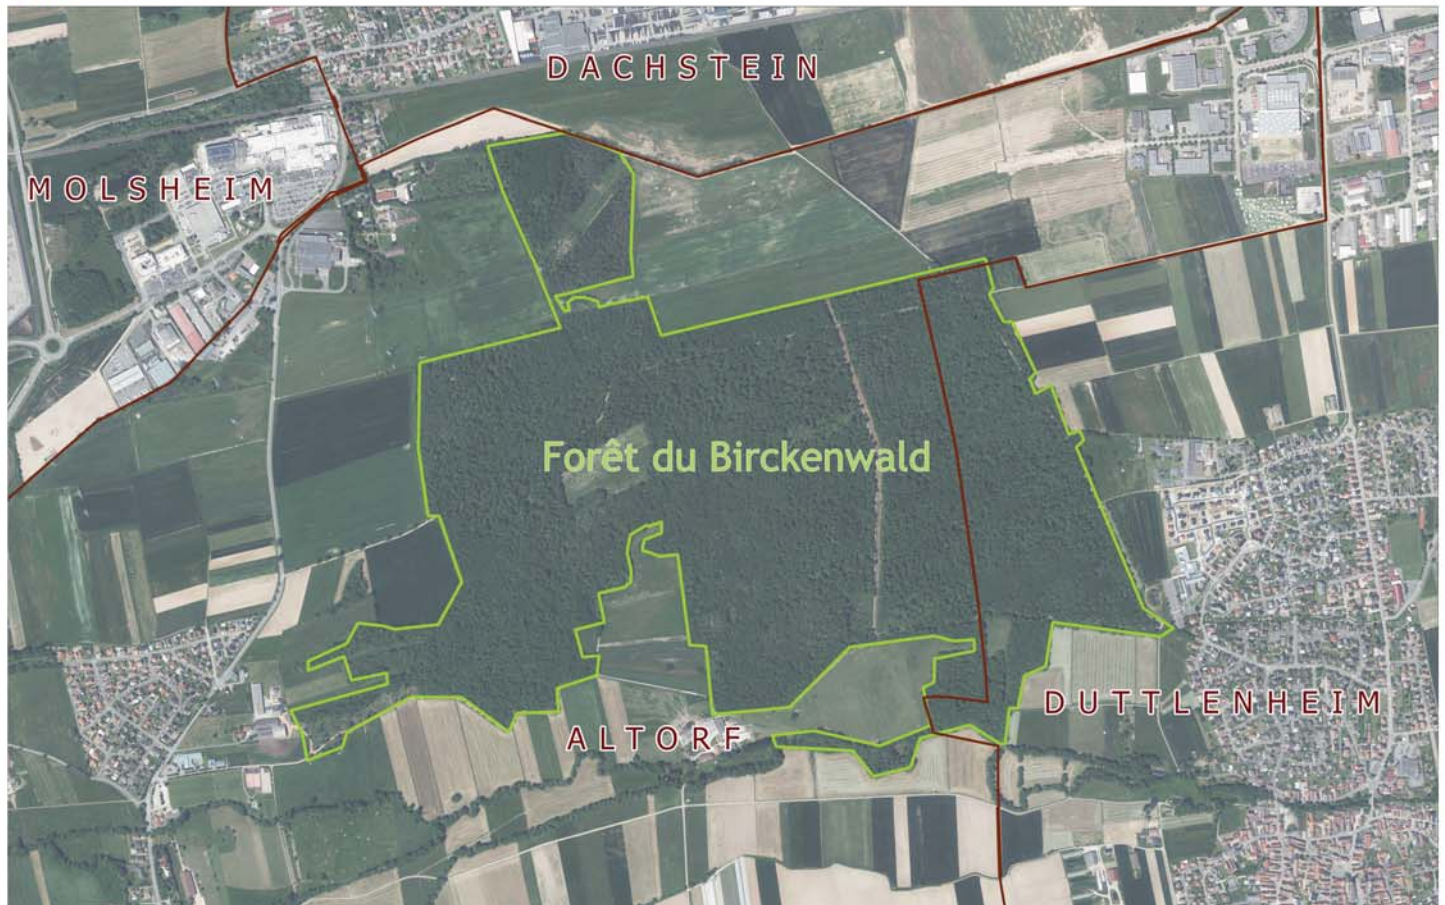 DACHSTEIN
MOLSHEIM
Forêt du Birckenwald
DUTTLENHEIM
ALTORF